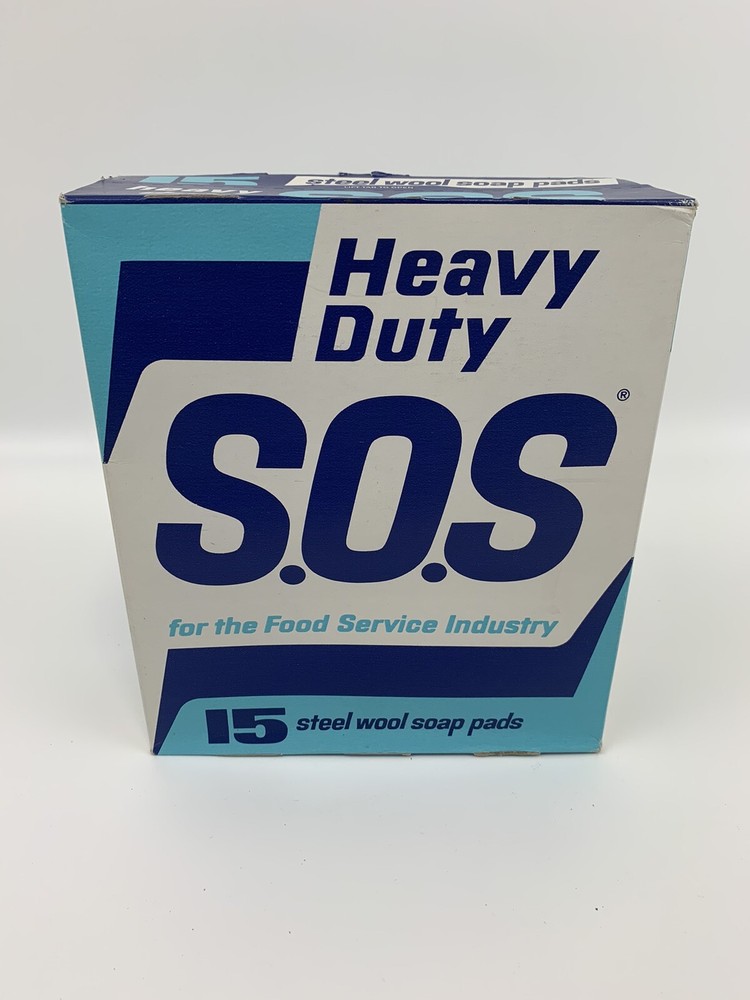 15 Steel wool soap pads
Heavy
Heavy
Duty
S.O.S
®
for the Food Service Industry
15 steel wool soap pads